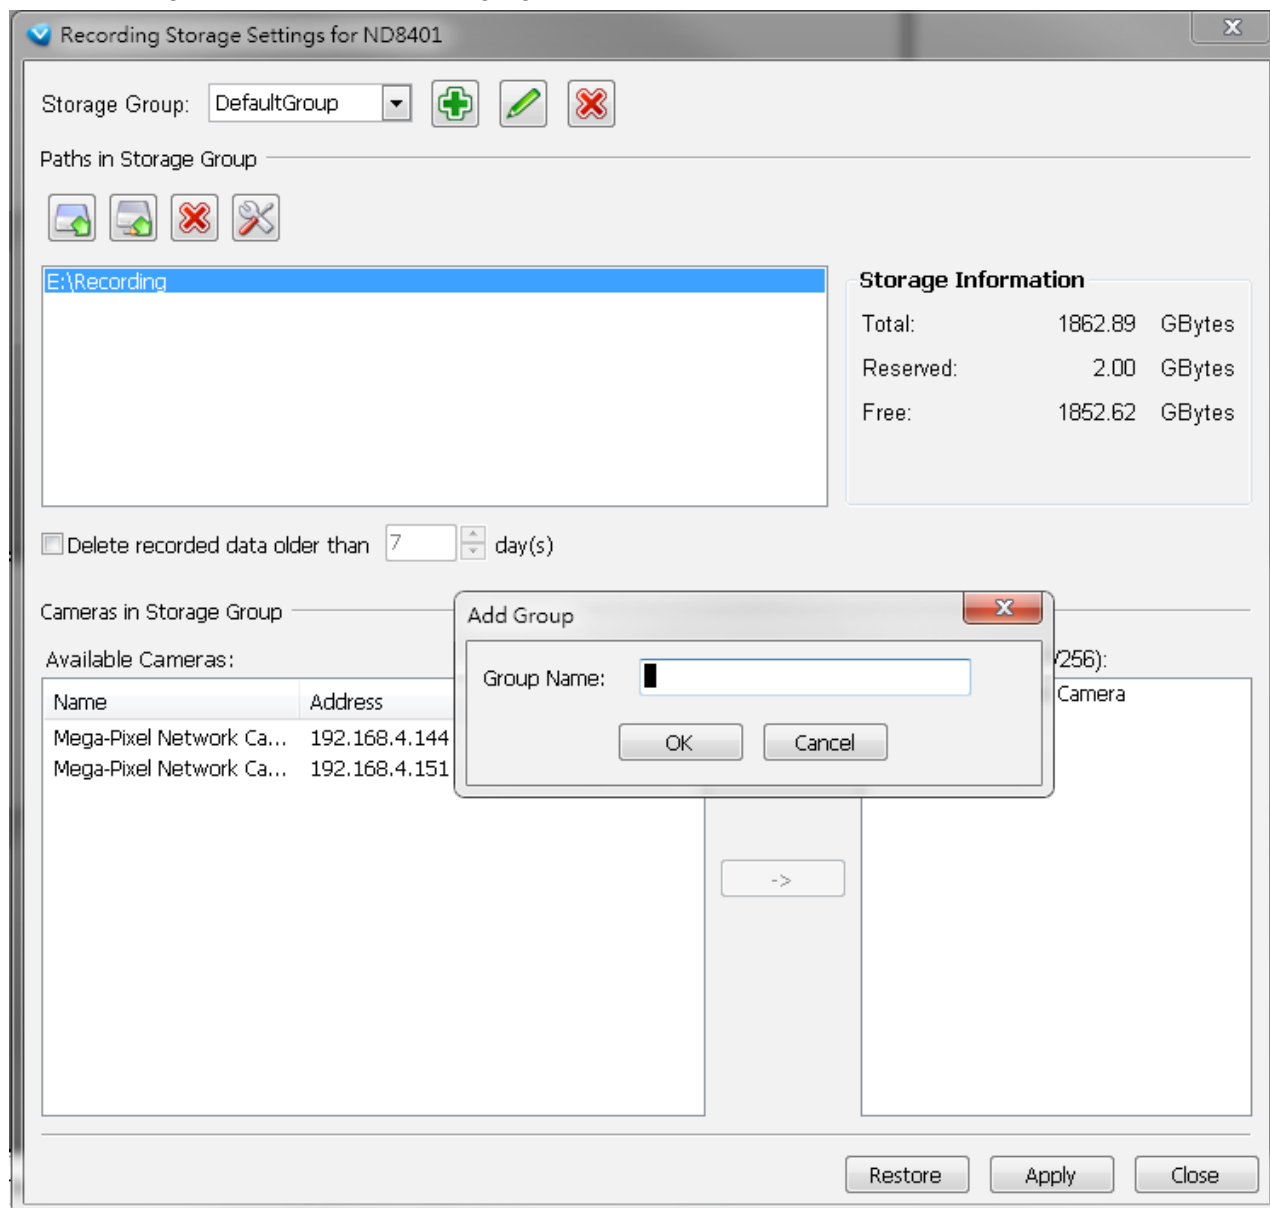 Recording Storage Settings for ND8401
Storage Group: DefaultGroup
Paths in Storage Group
E:\Recording
Storage Information
Total: 1862.89 GBytes
Reserved: 2.00 GBytes
Free: 1852.62 GBytes
Delete recorded data older than 7 day(s)
Cameras in Storage Group
Add Group
Group Name:
OK Cancel
Available Cameras:
/256):
Name Address
Camera
Mega-Pixel Network Ca... 192.168.4.144
Mega-Pixel Network Ca... 192.168.4.151
->
Restore Apply Close